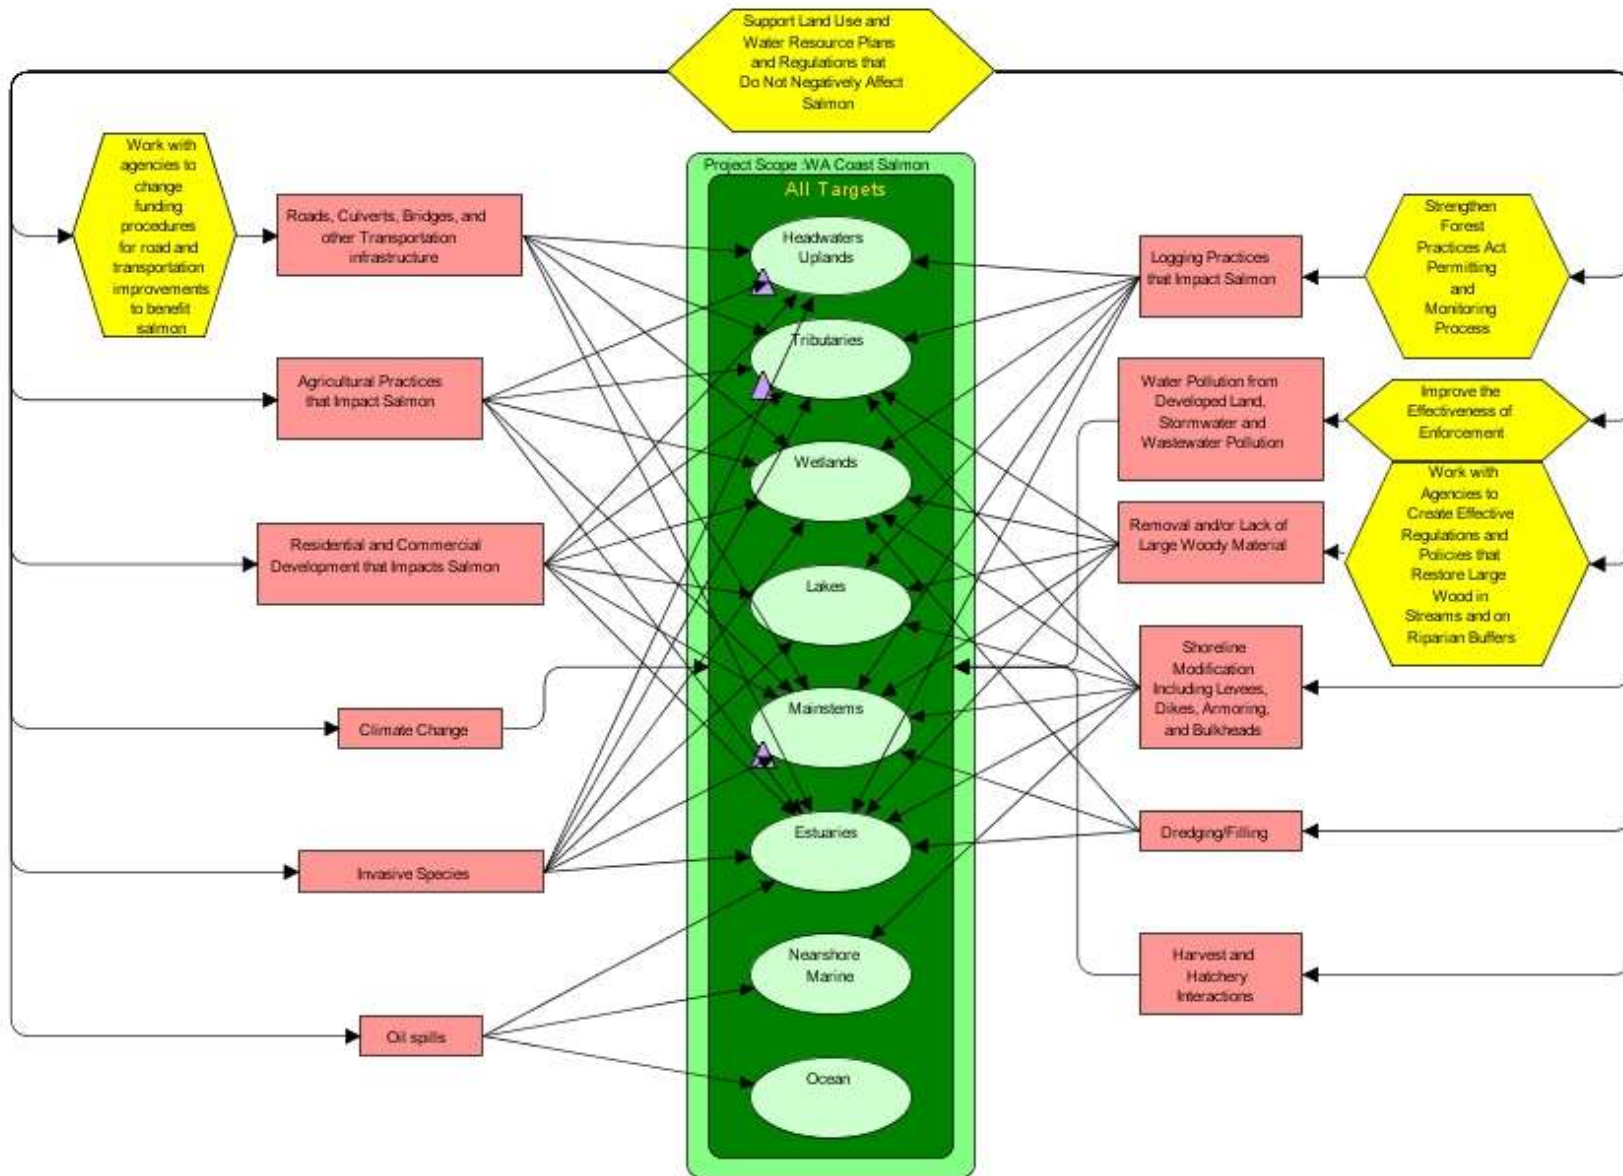 Support Land Use and
Water Resource Plans
and Regulations that
Do Not Negatively Affect
Salmon
Work with
agencies to
change
funding
procedures
for road and
transportation
improvements
to benefit
salmon
Roads, Culverts, Bridges, and
other Transportation
infrastructure
Agricultural Practices
that Impact Salmon
Residential and Commercial
Development that Impacts Salmon
Climate Change
Invasive Species
Oil spills
Project Scope :WA Coast Salmon
All Targets
Headwaters
Uplands
Tributaries
Wetlands
Lakes
Mainstems
Estuaries
Nearshore
Marine
Ocean
Logging Practices
that Impact Salmon
Water Pollution from
Developed Land,
Stormwater and
Wastewater Pollution
Removal and/or Lack of
Large Woody Material
Shoreline
Modification
Including Levees,
Dikes, Armoring,
and Bulkheads
Dredging/Filling
Harvest and
Hatchery
Interactions
Strengthen
Forest
Practices Act
Permitting
and
Monitoring
Process
Improve the
Effectiveness of
Enforcement
Work with
Agencies to
Create Effective
Regulations and
Policies that
Restore Large
Wood in
Streams and on
Riparian Buffers